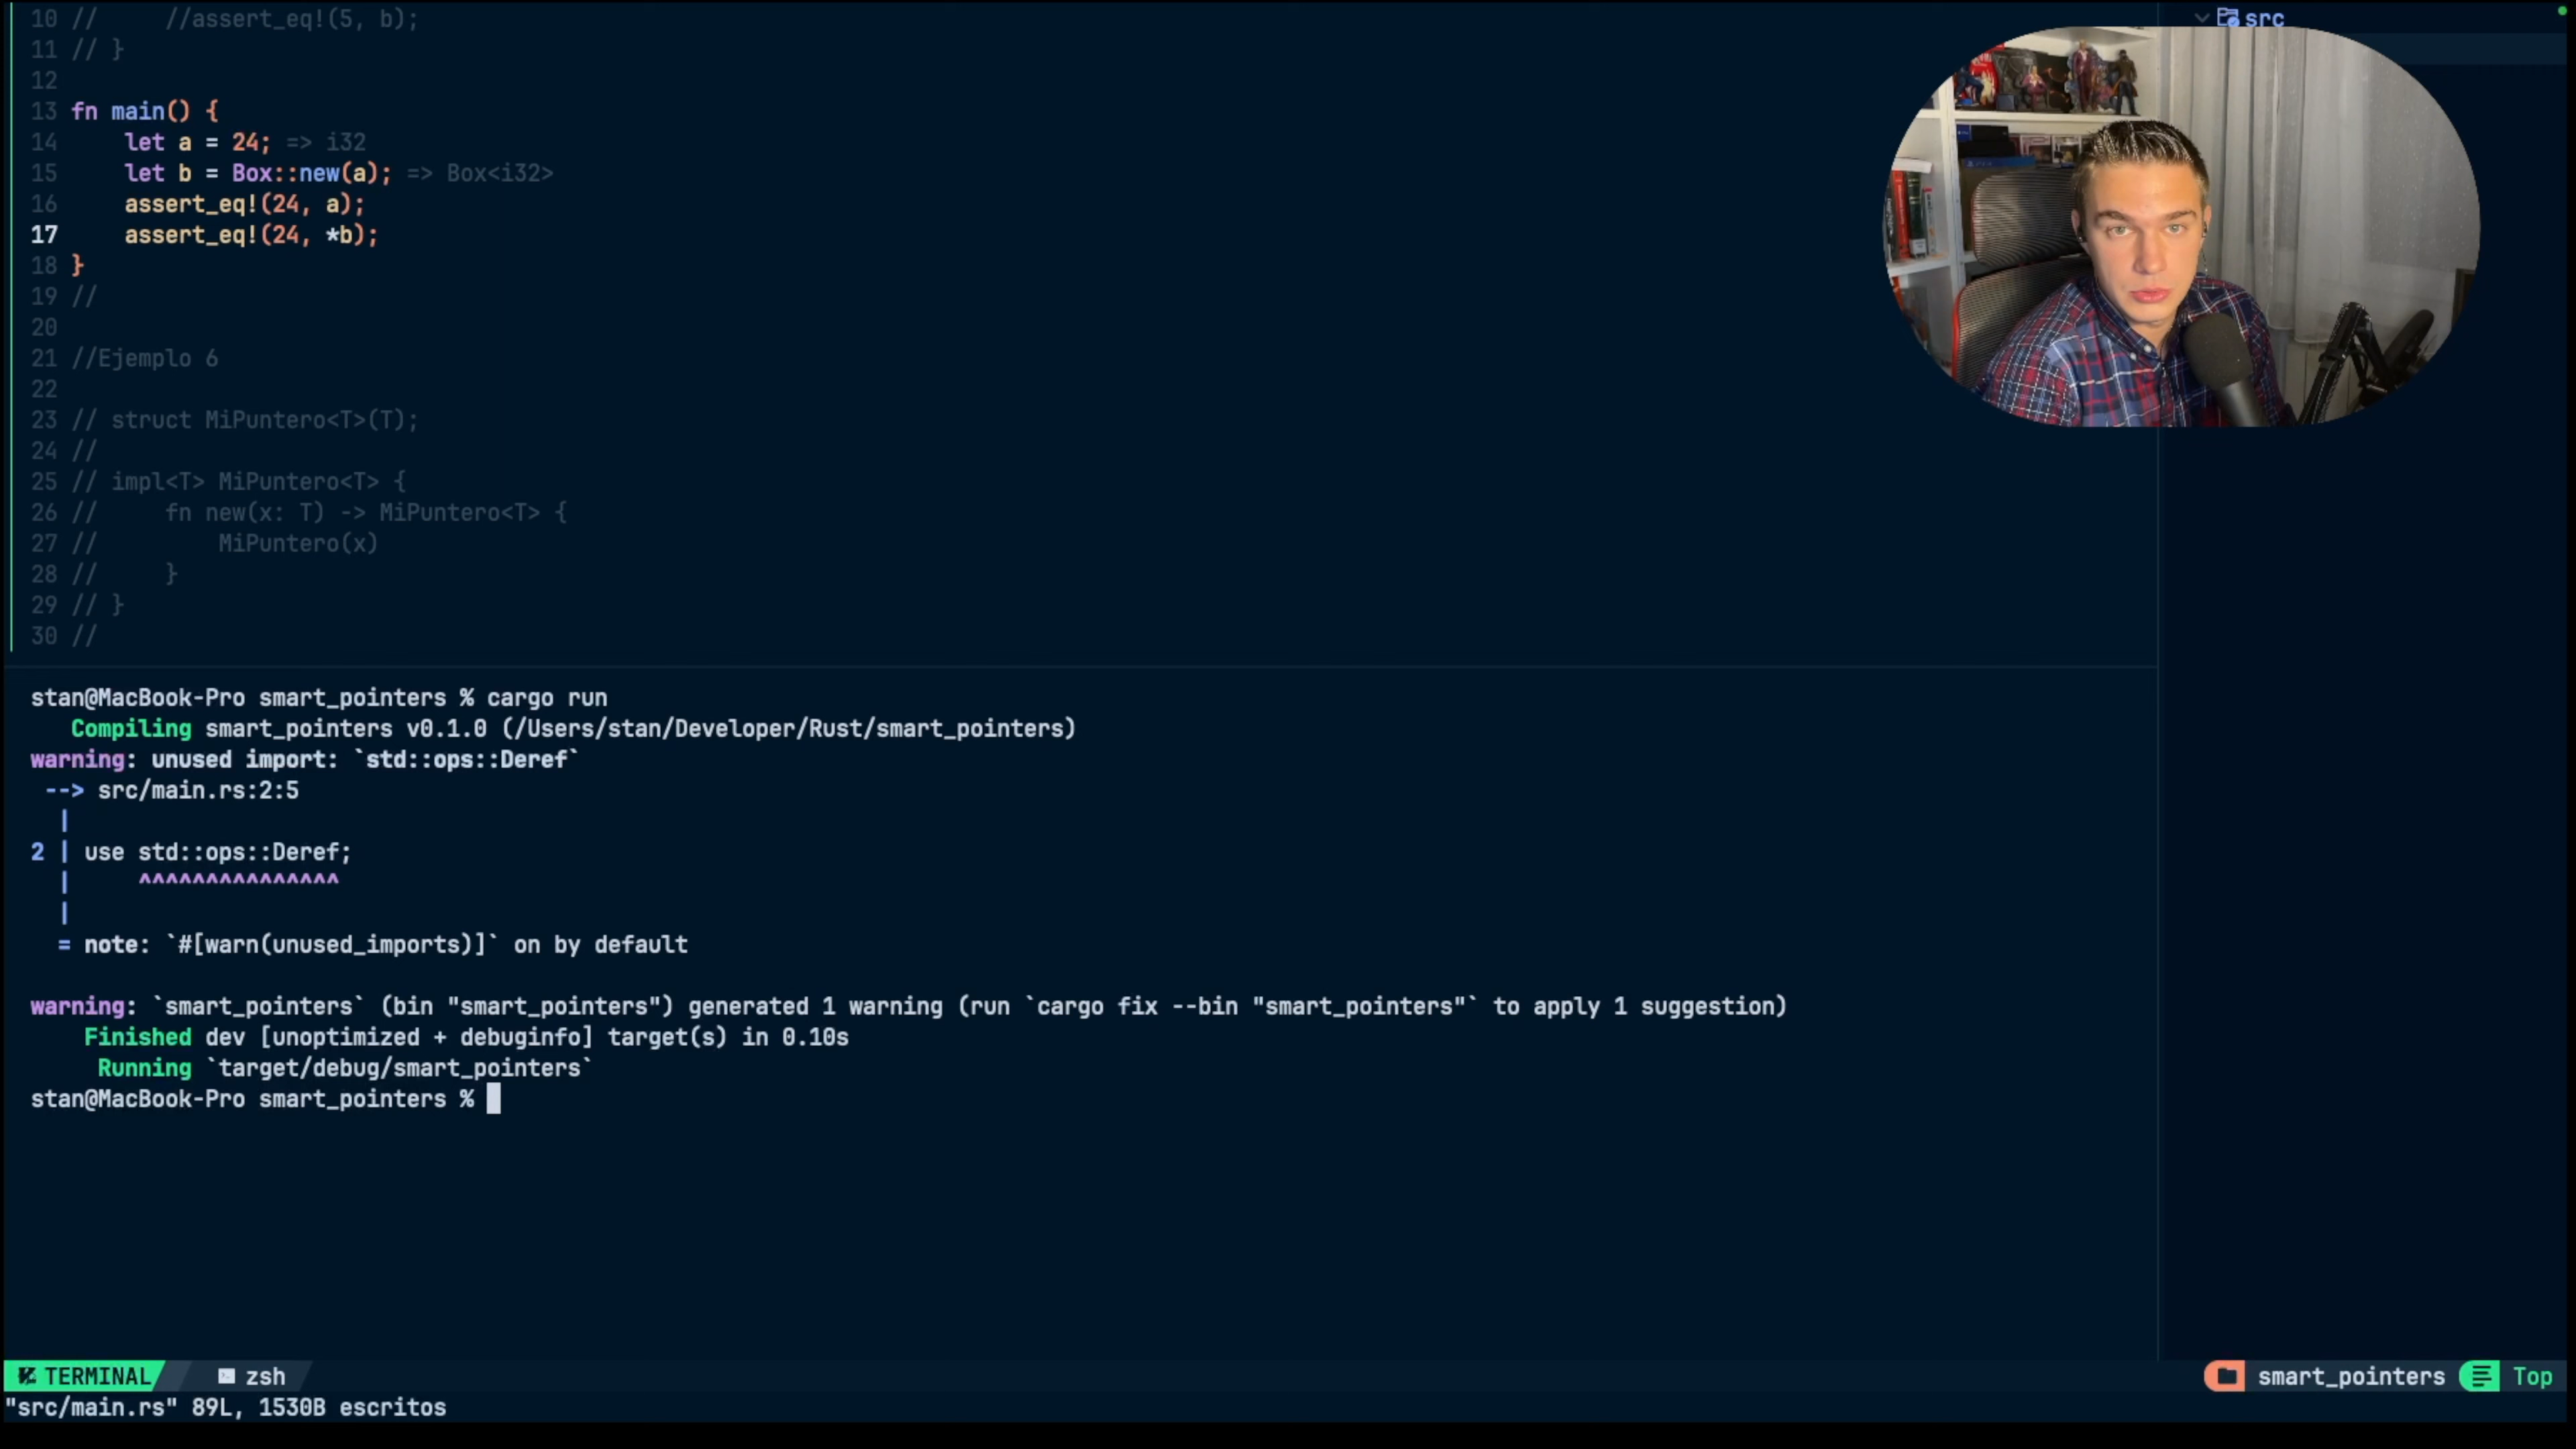 10 //     //assert_eq!(5, b);
11 // }
12
13 fn main() {
14     let a = 24; => i32
15     let b = Box::new(a); => Box<i32>
16     assert_eq!(24, a);
17     assert_eq!(24, *b);
18 }
19 //
20
21 //Ejemplo 6
22
23 // struct MiPuntero<T>(T);
24 //
25 // impl<T> MiPuntero<T> {
26 //     fn new(x: T) -> MiPuntero<T> {
27 //         MiPuntero(x)
28 //     }
29 // }
30 //
src
stan@MacBook-Pro smart_pointers % cargo run
   Compiling smart_pointers v0.1.0 (/Users/stan/Developer/Rust/smart_pointers)
warning: unused import: `std::ops::Deref`
 --> src/main.rs:2:5
  |
2 | use std::ops::Deref;
  |     ^^^^^^^^^^^^^^^
  |
  = note: `#[warn(unused_imports)]` on by default
warning: `smart_pointers` (bin "smart_pointers") generated 1 warning (run `cargo fix --bin "smart_pointers"` to apply 1 suggestion)
    Finished dev [unoptimized + debuginfo] target(s) in 0.10s
     Running `target/debug/smart_pointers`
stan@MacBook-Pro smart_pointers %
TERMINAL zsh smart_pointers Top
"src/main.rs" 89L, 1530B escritos